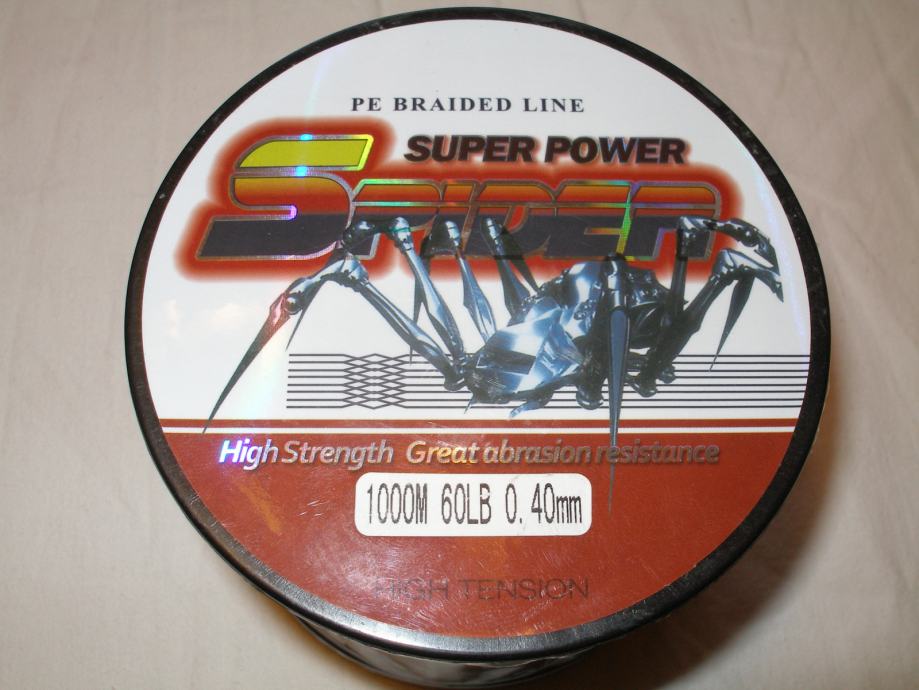 PE BRAIDED LINE
SUPER POWER
SPIDER
High Strength Great abrasion resistance
1000M 60LB 0.40mm
HIGH TENSION